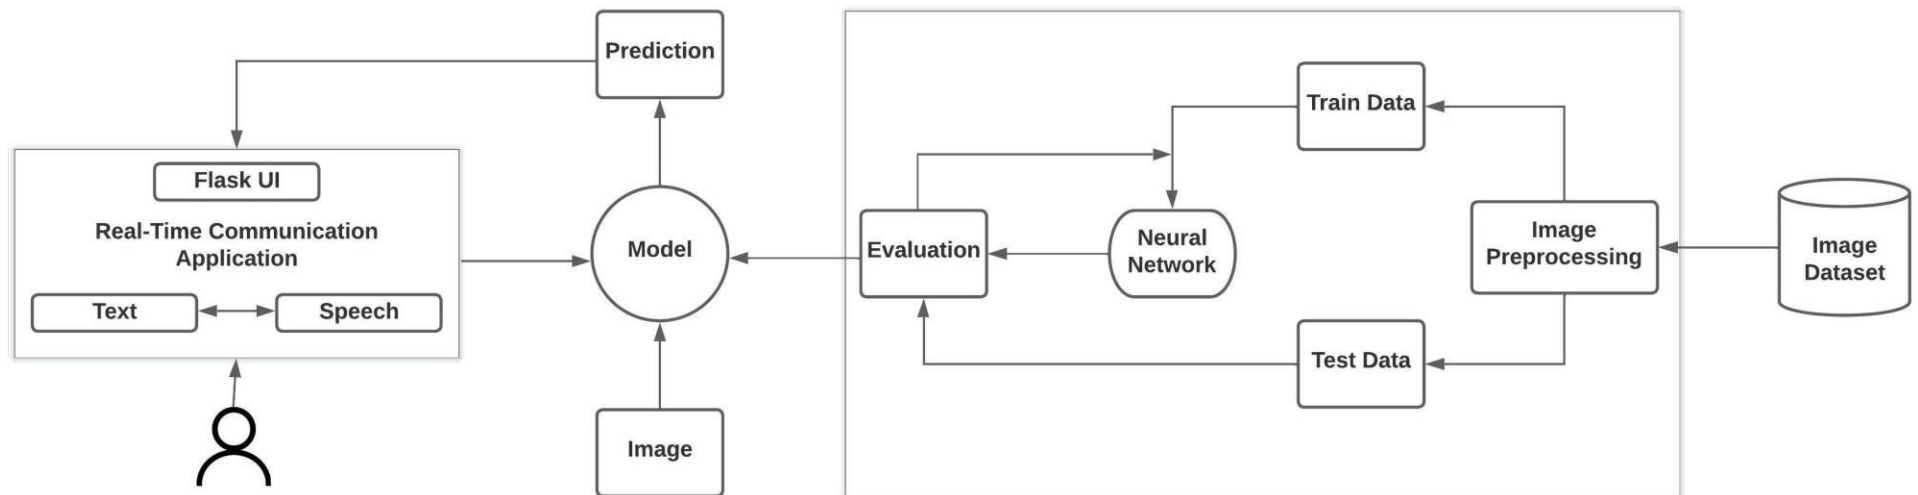 Prediction
Train Data
Flask UI
Real-Time Communication
Application
Text
Speech
Model
Evaluation
Neural
Network
Image
Preprocessing
Image
Dataset
Test Data
Image